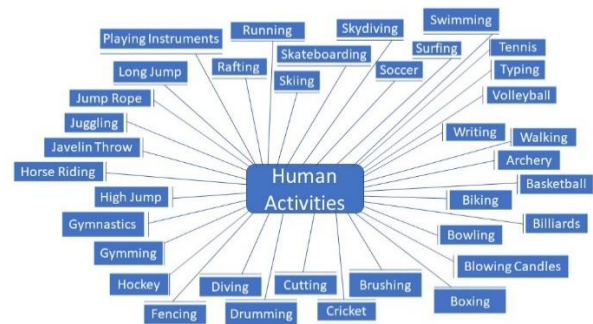 Swimming
Skydiving
Running
Playing Instruments
Surfing
Tennis
Skateboarding
Rafting
Soccer
Typing
Long Jump
Skiing
Volleyball
Jump Rope
Juggling
Writing
Walking
Javelin Throw
Archery
Horse Riding
Human
Activities
Basketball
High Jump
Biking
Gymnastics
Billiards
Bowling
Gymming
Blowing Candles
Hockey
Diving
Cutting
Brushing
Boxing
Fencing
Drumming
Cricket